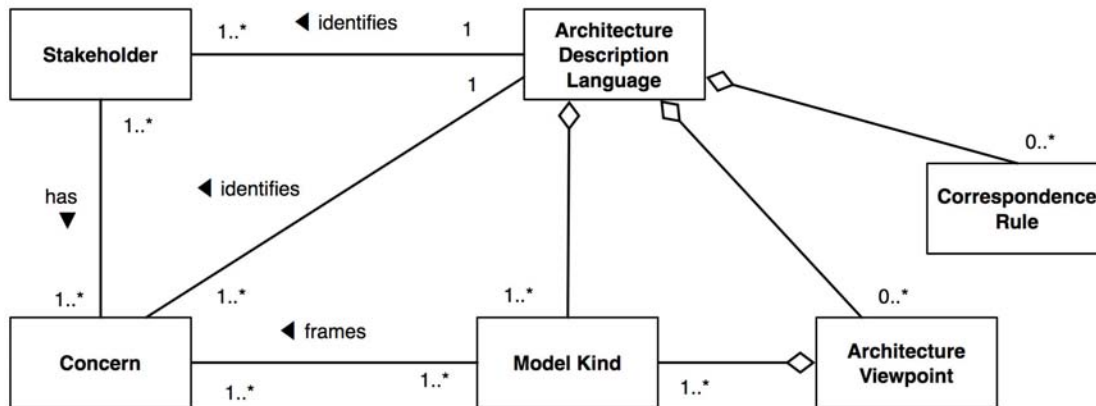 1..*
◀ identifies
1
Stakeholder
Architecture
Description
Language
1
1..*
0..*
◀ identifies
has
▼
Correspondence
Rule
1..*
1..*
1..*
0..*
◀ frames
Concern
Model Kind
Architecture
Viewpoint
1..*
1..*
1..*